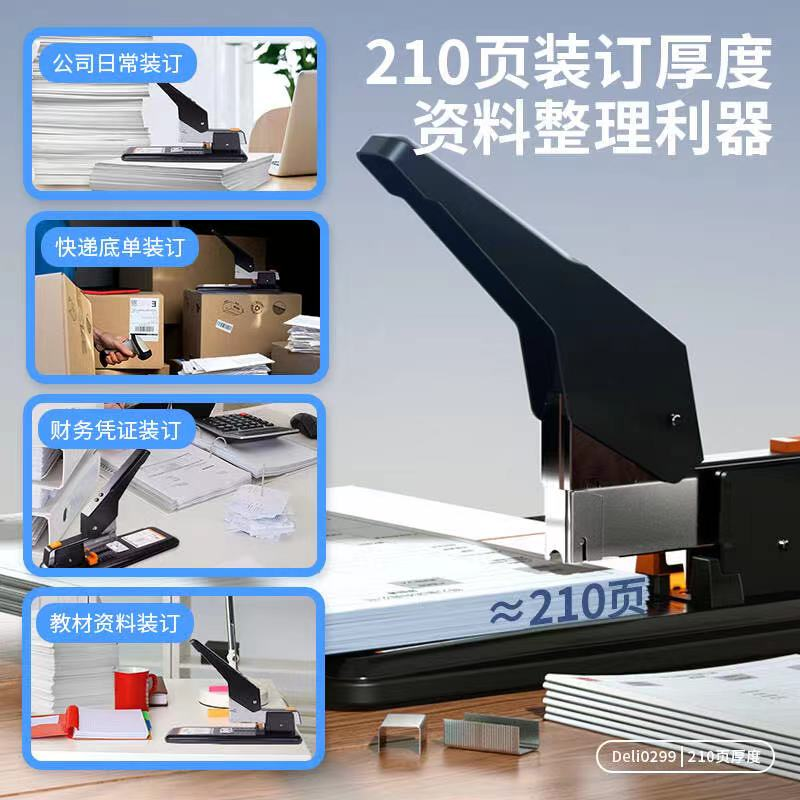 210页装订厚度
资料整理利器
公司日常装订
快递底单装订
财务凭证装订
教材资料装订
≈210页
Deli0299|210页厚度